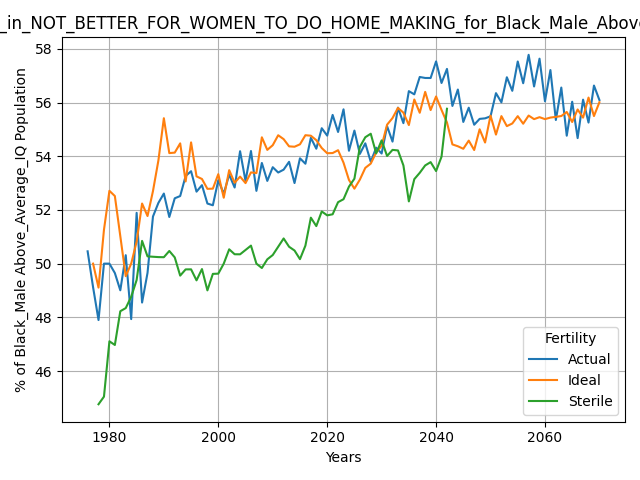 _in_NOT_BETTER_FOR_WOMEN_TO_DO_HOME_MAKING_for_Black_Male_Above
% of Black_Male Above_Average_IQ Population
58
56
54
52
50
48
46
1980
2000
2020
2040
2060
Years
Fertility
Actual
Ideal
Sterile